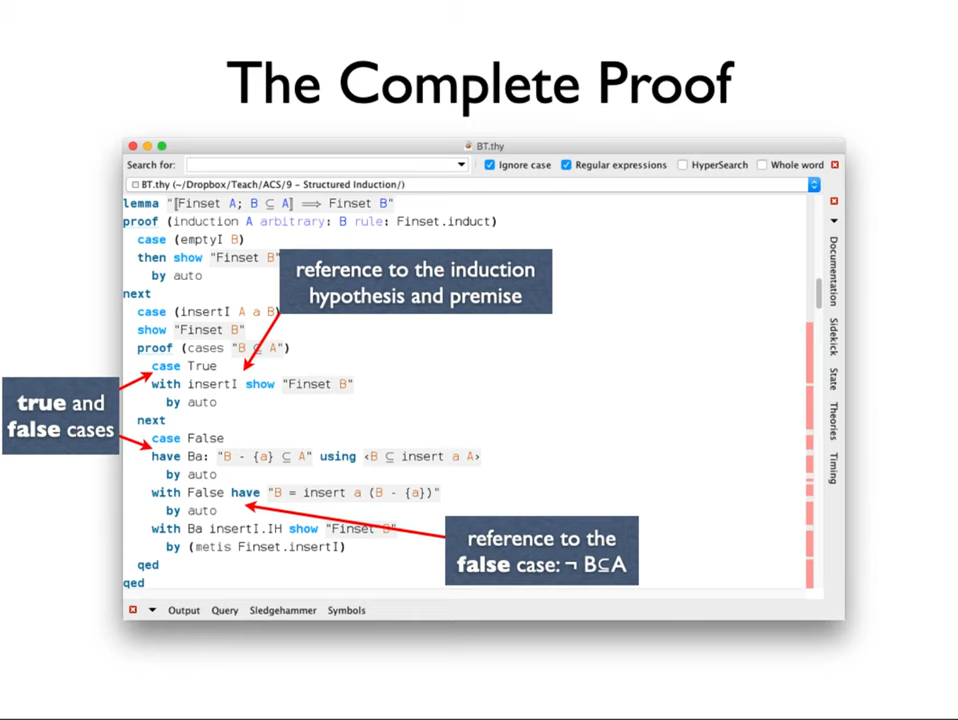 The Complete Proof
BT.thy
Search for: Ignore case Regular expressions HyperSearch Whole word
BT.thy (~/Dropbox/Teach/ACS/9 - Structured Induction/)
lemma "⟦Finset A; B ⊆ A⟧ ⟹ Finset B"
proof (induction A arbitrary: B rule: Finset.induct)
case (emptyI B)
then show "Finset B"
by auto
next
case (insertI A a B)
show "Finset B"
proof (cases "B ⊆ A")
case True
with insertI show "Finset B"
by auto
next
case False
have Ba: "B - {a} ⊆ A" using ‹B ⊆ insert a A›
by auto
with False have "B = insert a (B - {a})"
by auto
with Ba insertI.IH show "Finset B"
by (metis Finset.insertI)
qed
qed
reference to the induction
hypothesis and premise
true and
false cases
reference to the
false case: ¬ B⊆A
Documentation
Sidekick
State
Theories
Timing
Output Query Sledgehammer Symbols